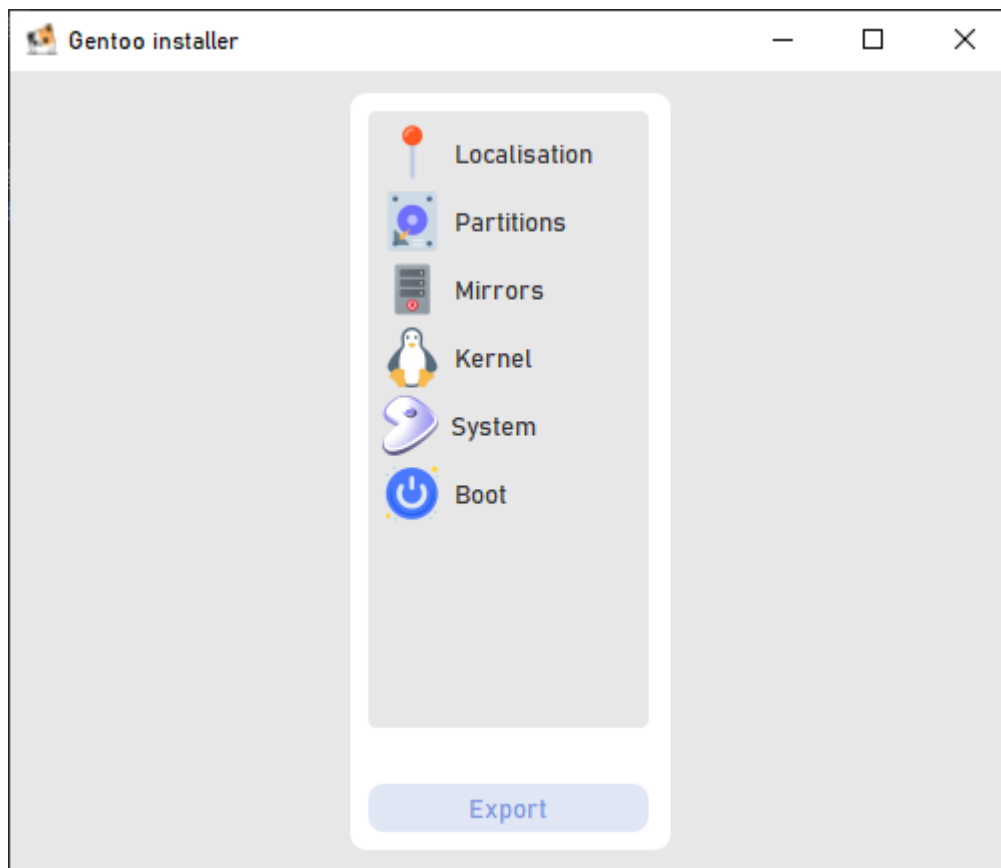 Gentoo installer
Localisation
Partitions
Mirrors
Kernel
System
Boot
Export